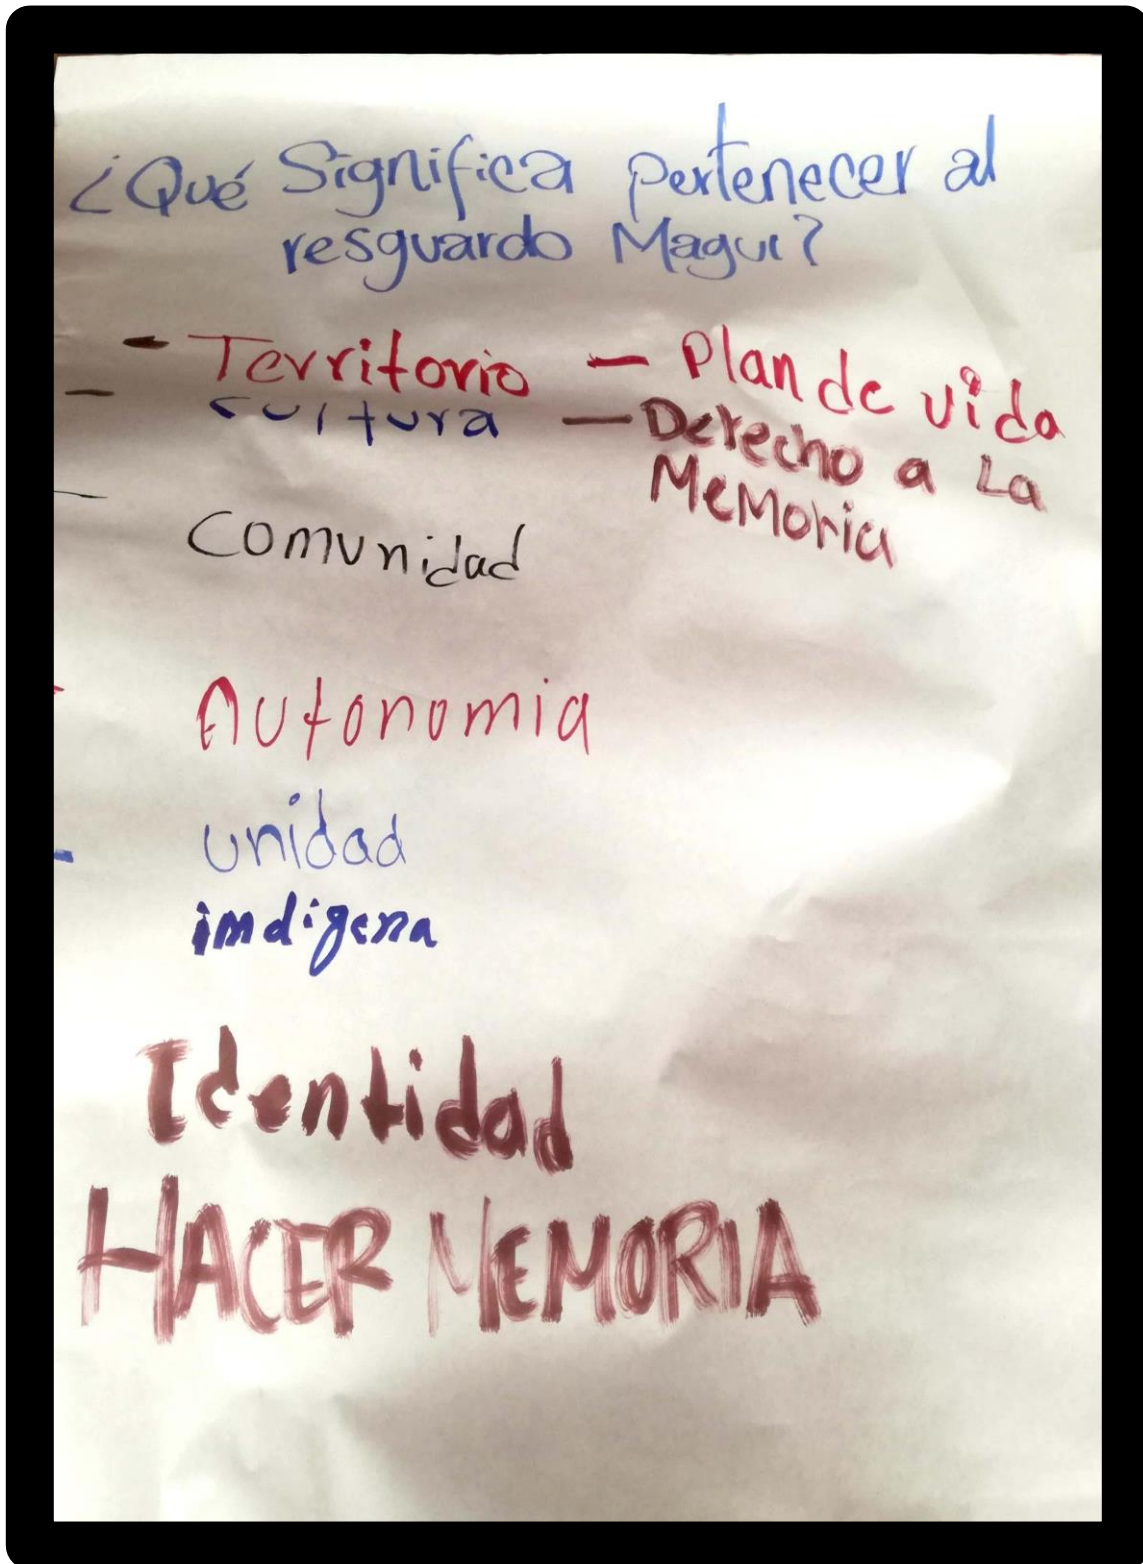 ¿Qué Significa pertenecer al
resguardo Magui?
- Territorio - Plan de vida
- cultura - Derecho a La
MeMoria
- Comunidad
- Autonomia
- unidad
imdigena
Identidad
HACER MEMORIA